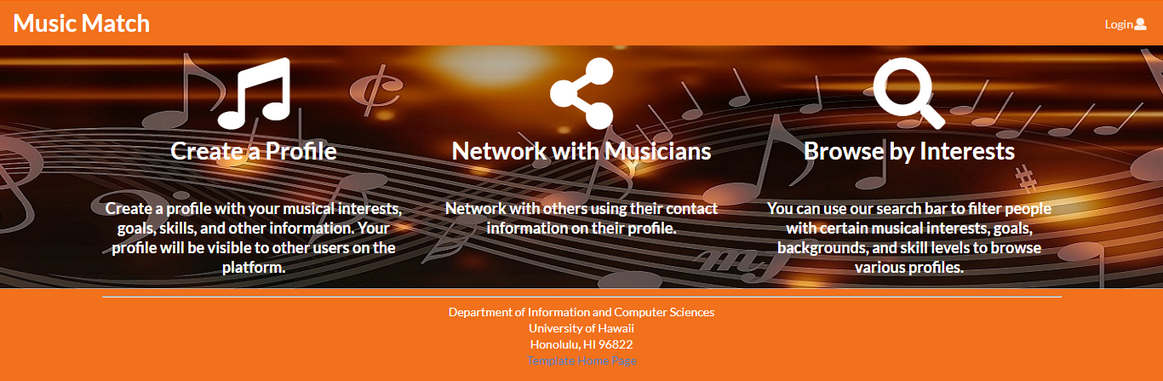 Music Match
Login
Create a Profile
Network with Musicians
Browse by Interests
Create a profile with your musical interests,
goals, skills, and other information. Your
profile will be visible to other users on the
platform.
Network with others using their contact
information on their profile.
You can use our search bar to filter people
with certain musical interests, goals,
backgrounds, and skill levels to browse
various profiles.
Department of Information and Computer Sciences
University of Hawaii
Honolulu, HI 96822
Template Home Page